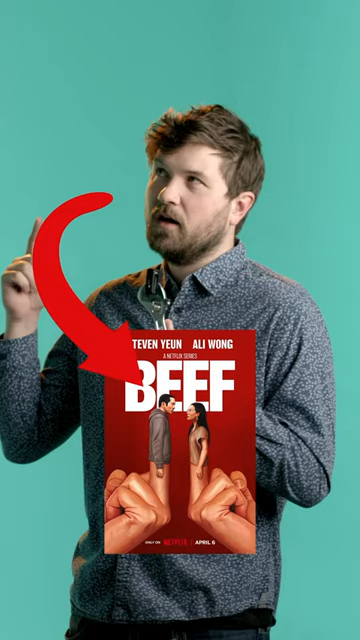 TEVEN YEUN ALI WONG
A NETFLIX SERIES
BEEF
ONLY ON NETFLIX | APRIL 6